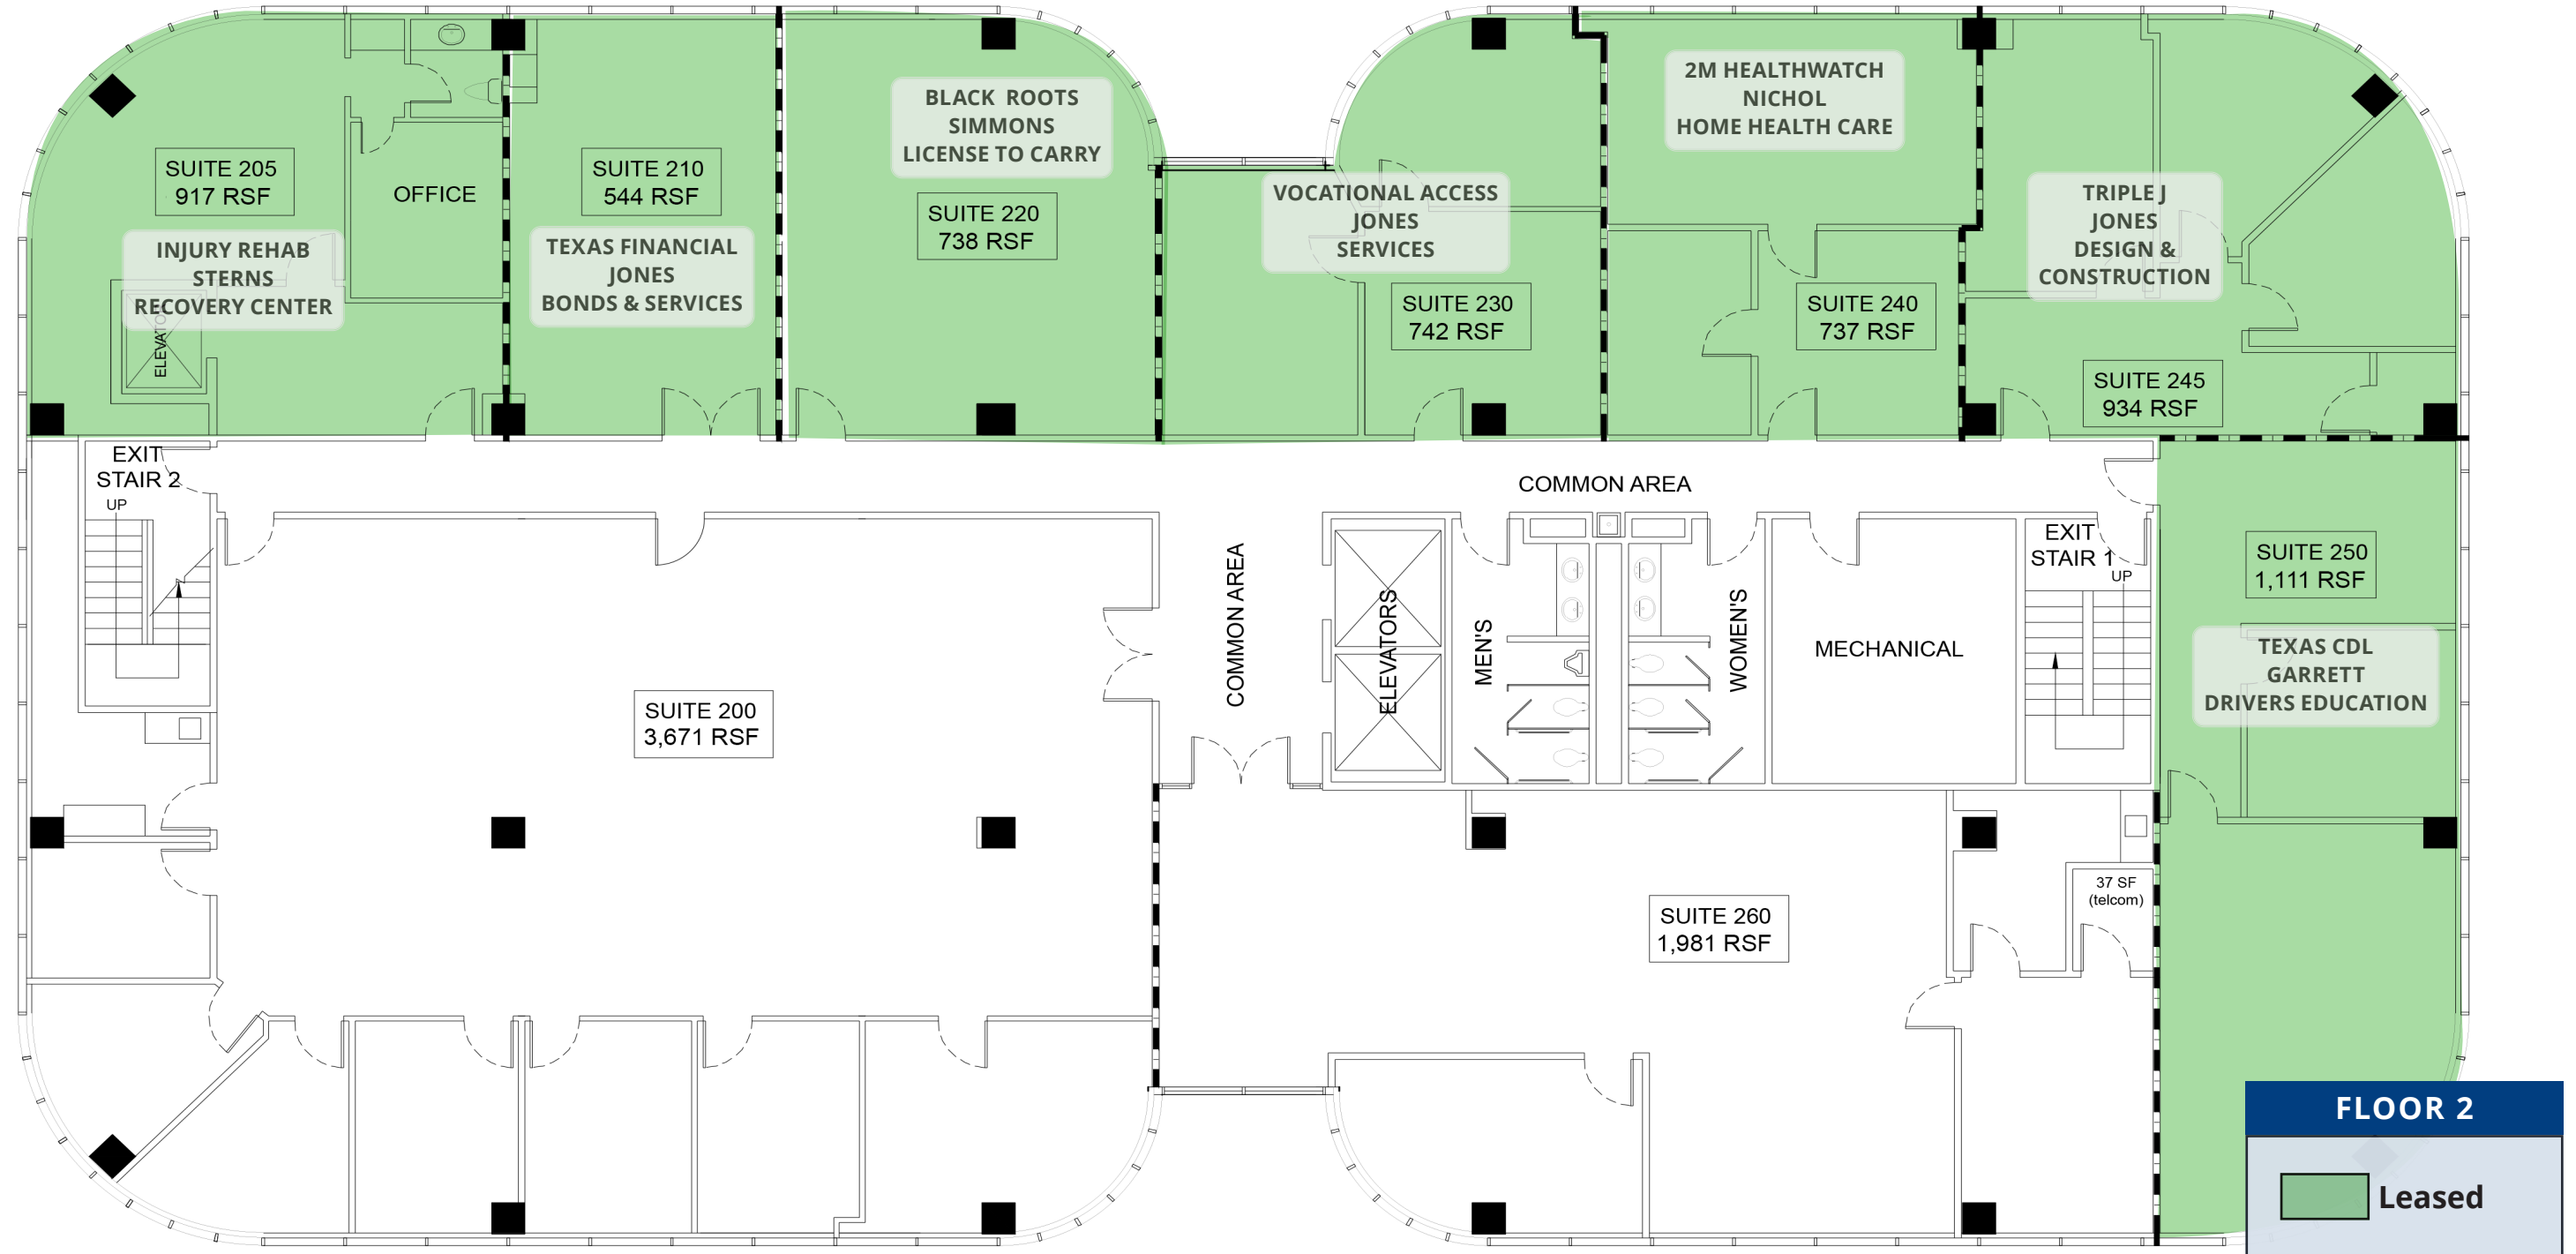 SUITE 205
917 RSF
OFFICE
INJURY REHAB
STERNS
RECOVERY CENTER
ELEVATO
SUITE 210
544 RSF
TEXAS FINANCIAL
JONES
BONDS & SERVICES
BLACK ROOTS
SIMMONS
LICENSE TO CARRY
SUITE 220
738 RSF
VOCATIONAL ACCESS
JONES
SERVICES
SUITE 230
742 RSF
2M HEALTHWATCH
NICHOL
HOME HEALTH CARE
SUITE 240
737 RSF
TRIPLE J
JONES
DESIGN &
CONSTRUCTION
SUITE 245
934 RSF
EXIT
STAIR 2
UP
COMMON AREA
COMMON AREA
ELEVATORS
MEN'S
WOMEN'S
MECHANICAL
EXIT
STAIR 1
UP
SUITE 250
1,111 RSF
TEXAS CDL
GARRETT
DRIVERS EDUCATION
SUITE 200
3,671 RSF
SUITE 260
1,981 RSF
37 SF
(telcom)
FLOOR 2
Leased